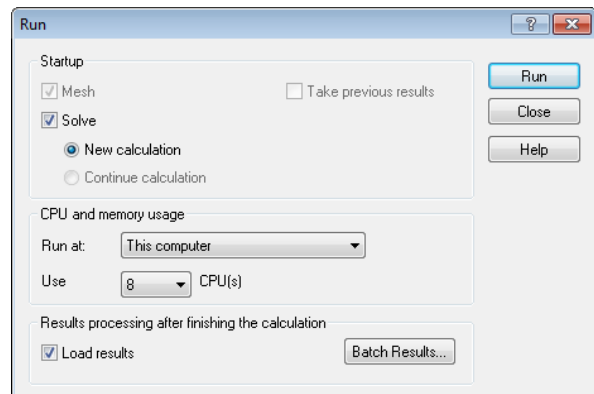 Run
Startup
Mesh
Take previous results
Solve
New calculation
Continue calculation
Run
Close
Help
CPU and memory usage
Run at: This computer
Use 8 CPU(s)
Results processing after finishing the calculation
Load results
Batch Results...